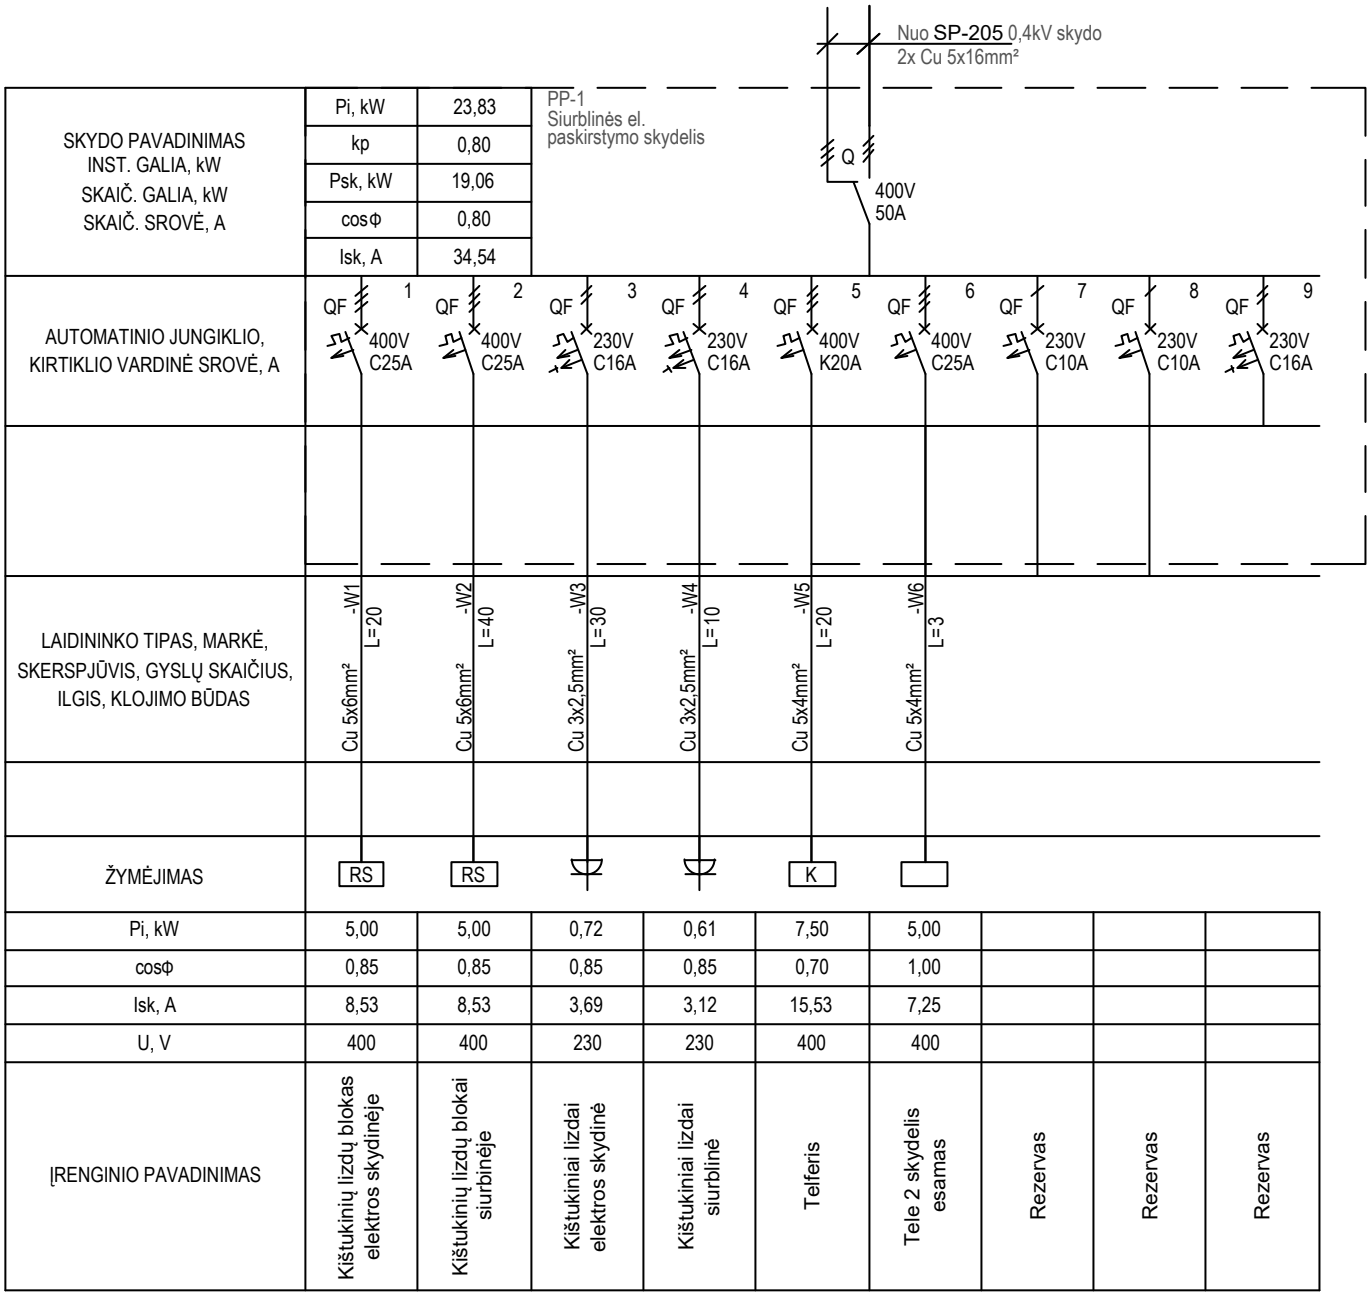 Nuo SP-205 0,4kV skydo
2x Cu 5x16mm²
SKYDO PAVADINIMAS
INST. GALIA, kW
SKAIČ. GALIA, kW
SKAIČ. SROVĖ, A
Pi, kW 23,83
kp 0,80
Psk, kW 19,06
cosΦ 0,80
Isk, A 34,54
PP-1
Siurblinės el.
paskirstymo skydelis
Q
400V
50A
AUTOMATINIO JUNGIKLIO,
KIRTIKLIO VARDINĖ SROVĖ, A
QF 1 400V C25A
QF 2 400V C25A
QF 3 230V C16A
QF 4 230V C16A
QF 5 400V K20A
QF 6 400V C25A
QF 7 230V C10A
QF 8 230V C10A
QF 9 230V C16A
LAIDININKO TIPAS, MARKĖ,
SKERSPJŪVIS, GYSLŲ SKAIČIUS,
ILGIS, KLOJIMO BŪDAS
Cu 5x6mm² -W1
L=20
Cu 5x6mm² -W2
L=40
Cu 3x2,5mm² -W3
L=30
Cu 3x2,5mm² -W4
L=10
Cu 5x4mm² -W5
L=20
Cu 5x4mm² -W6
L=3
ŽYMĖJIMAS RS RS K
Pi, kW 5,00 5,00 0,72 0,61 7,50 5,00
cosΦ 0,85 0,85 0,85 0,85 0,70 1,00
Isk, A 8,53 8,53 3,69 3,12 15,53 7,25
U, V 400 400 230 230 400 400
ĮRENGINIO PAVADINIMAS
Kištukinių lizdų blokas
elektros skydinėje
Kištukinių lizdų blokai
siurbinėje
Kištukiniai lizdai
elektros skydinė
Kištukiniai lizdai
siurblinė
Telferis
Tele 2 skydelis
esamas
Rezervas
Rezervas
Rezervas